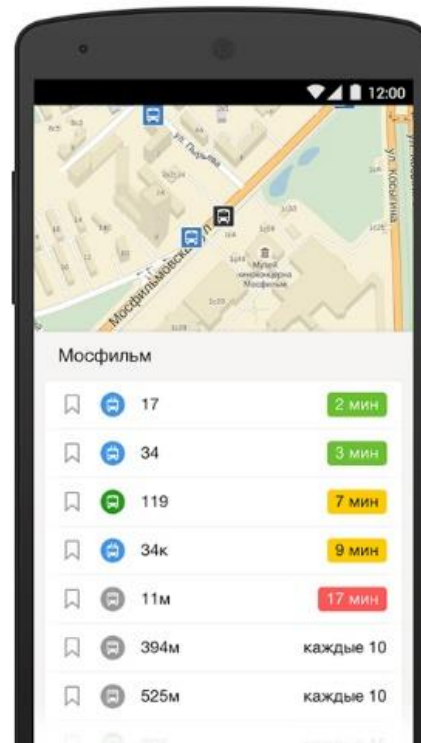 12:00
ул. Пырьева
ул. Косыгина
Мосфильмовская ул
Музей
киноконцерна
Мосфильм
Мосфильм
17 2 мин
34 3 мин
119 7 мин
34к 9 мин
11м 17 мин
394м каждые 10
525м каждые 10